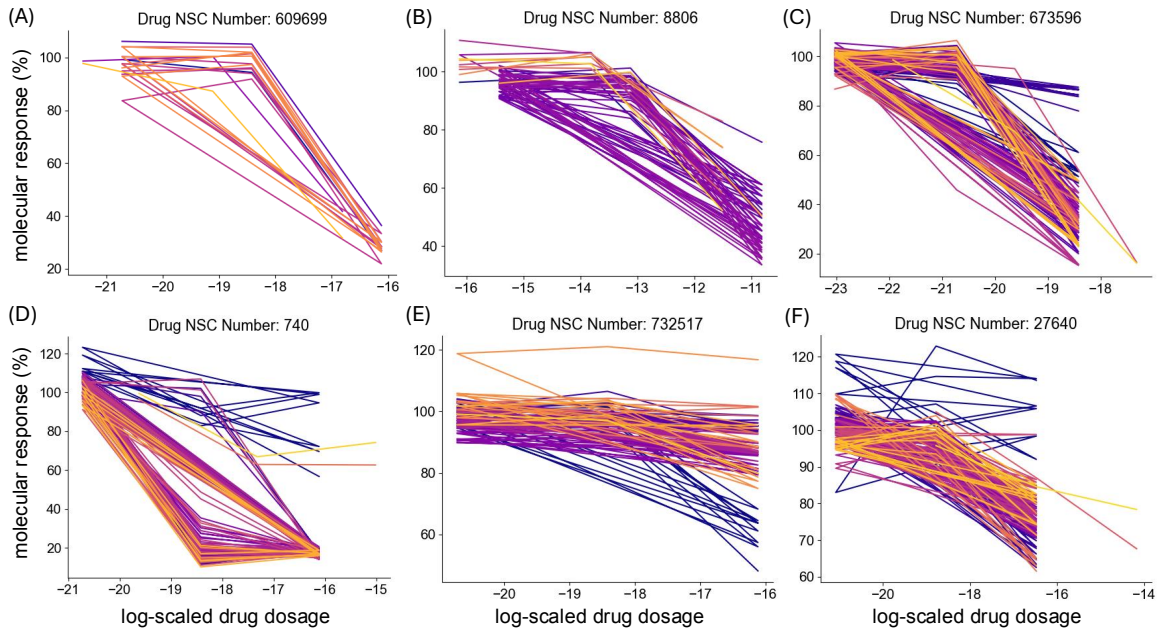 (A)
Drug NSC Number: 609699
(B)
Drug NSC Number: 8806
(C)
Drug NSC Number: 673596
molecular response (%)
100
80
60
40
20
−21 −20 −19 −18 −17 −16
100
80
60
40
−16 −15 −14 −13 −12 −11
100
80
60
40
20
−23 −22 −21 −20 −19 −18
(D)
Drug NSC Number: 740
(E)
Drug NSC Number: 732517
(F)
Drug NSC Number: 27640
molecular response (%)
120
100
80
60
40
20
−21 −20 −19 −18 −17 −16 −15
log-scaled drug dosage
120
100
80
60
−20 −19 −18 −17 −16
log-scaled drug dosage
120
110
100
90
80
70
60
−20 −18 −16 −14
log-scaled drug dosage